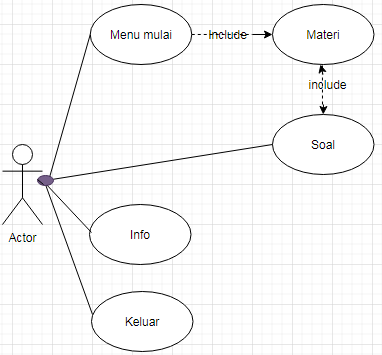 Menu mulai
Include
Materi
include
Soal
Actor
Info
Keluar